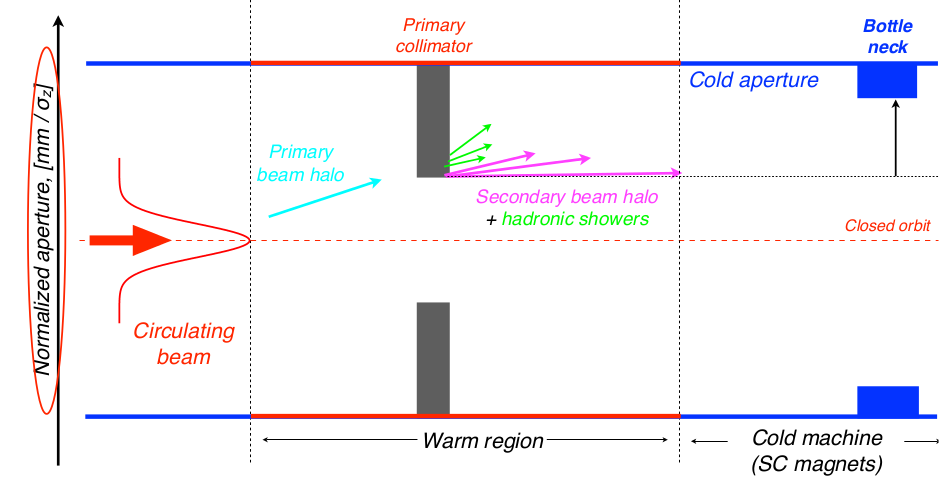 Normalized aperture, [mm / σz]
Primary
collimator
Bottle
neck
Cold aperture
Primary
beam halo
Secondary beam halo
+ hadronic showers
Closed orbit
Circulating
beam
Warm region
Cold machine
(SC magnets)